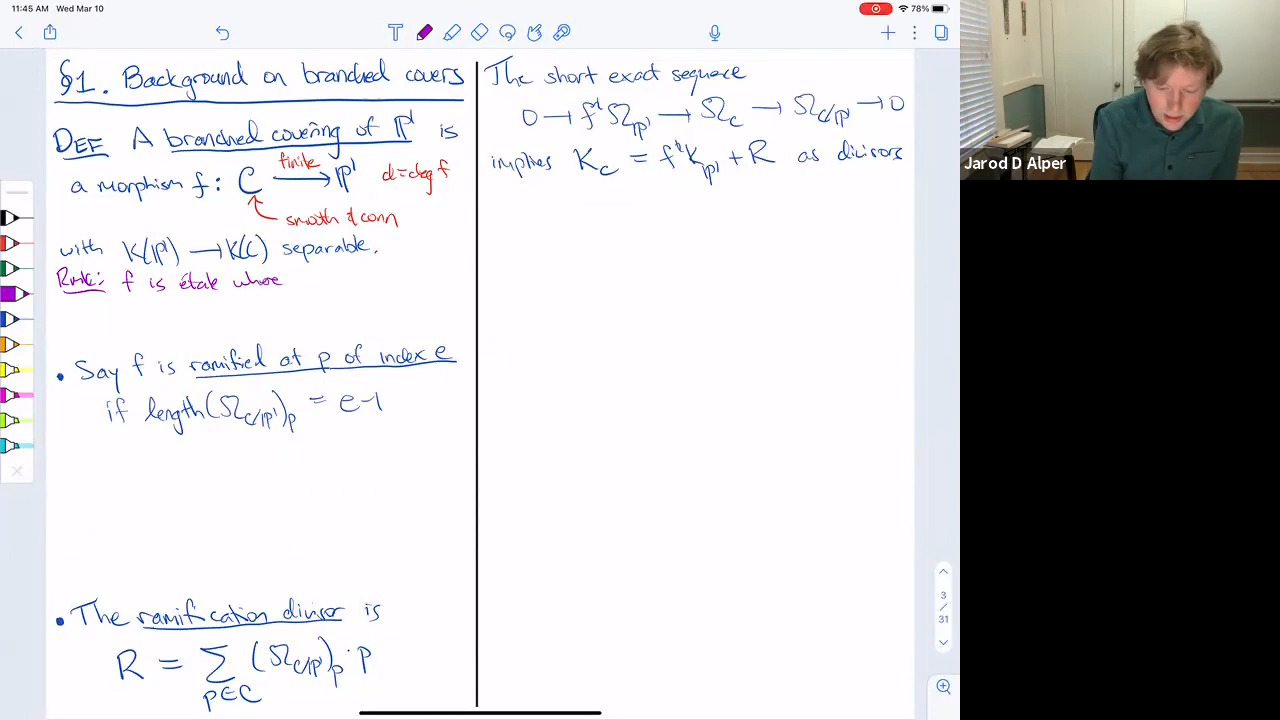 11:45 AM Wed Mar 10
78%
§1. Background on branched covers
DEF A branched covering of ℙ¹ is
a morphism f: C ⟶ ℙ¹ d = deg f
finite
smooth & conn
with K(ℙ¹) ⟶ K(C) separable.
Rmk: f is étale where
• Say f is ramified at p of index e
if length(Ω_{C/ℙ¹})_p = e-1
• The ramification divisor is
R = ∑_{p∈C} (Ω_{C/ℙ¹})_p · p
The short exact sequence
0 → f*Ω_{ℙ¹} → Ω_C → Ω_{C/ℙ¹} → 0
implies K_C = f*K_{ℙ¹} + R as divisors
3
/
31
Jarod D Alper